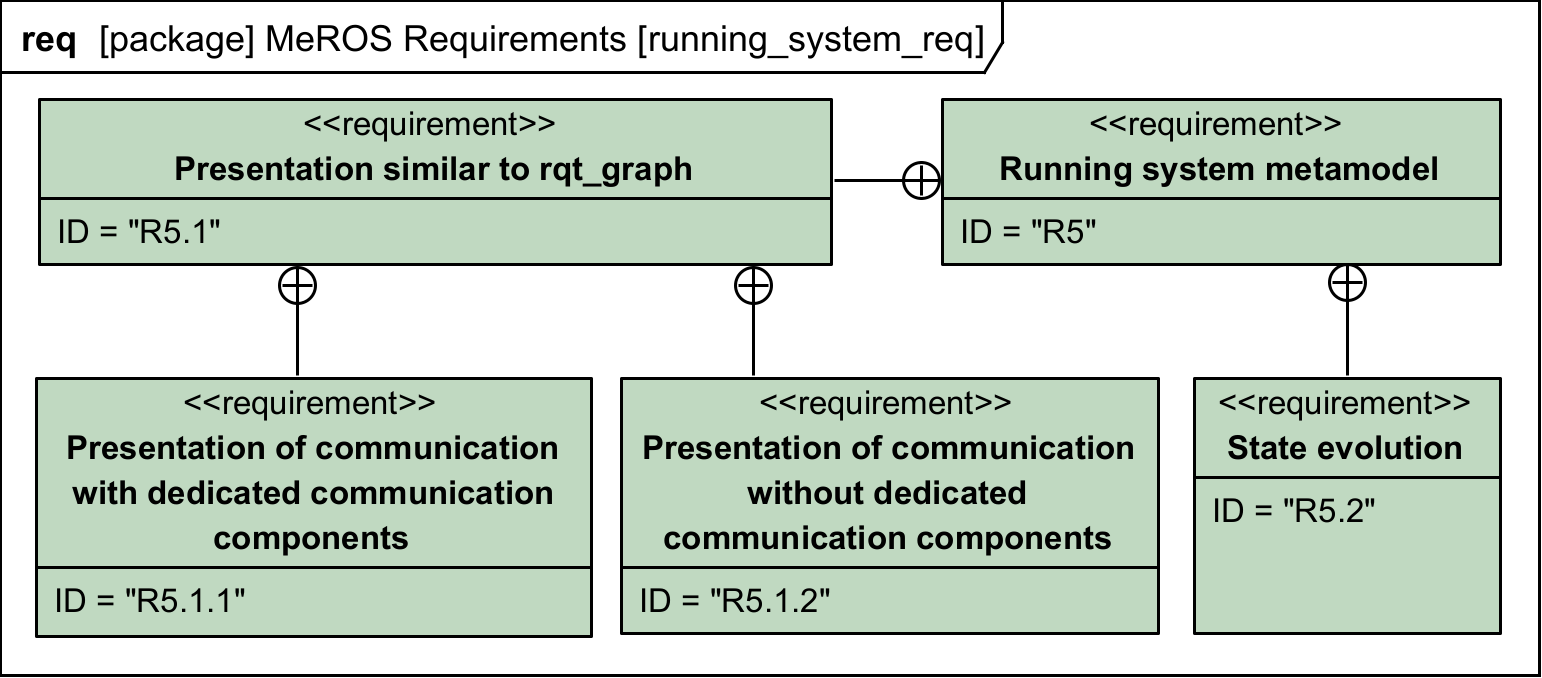 req [package] MeROS Requirements [running_system_req]
<<requirement>>
Presentation similar to rqt_graph
ID = "R5.1"
<<requirement>>
Running system metamodel
ID = "R5"
<<requirement>>
Presentation of communication
with dedicated communication
components
ID = "R5.1.1"
<<requirement>>
Presentation of communication
without dedicated
communication components
ID = "R5.1.2"
<<requirement>>
State evolution
ID = "R5.2"